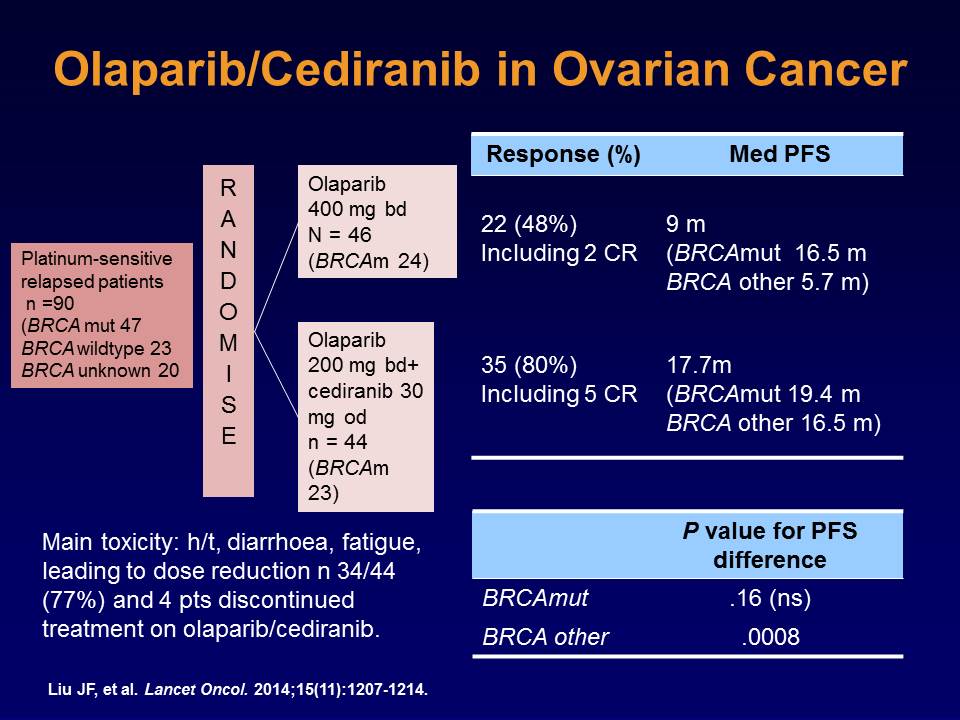 Olaparib/Cediranib in Ovarian Cancer
Platinum-sensitive
relapsed patients
n =90
(BRCA mut 47
BRCA wildtype 23
BRCA unknown 20
R
A
N
D
O
M
I
S
E
Olaparib
400 mg bd
N = 46
(BRCAm 24)
Olaparib
200 mg bd+
cediranib 30
mg od
n = 44
(BRCAm
23)
Response (%) Med PFS
22 (48%) 9 m
Including 2 CR (BRCAmut 16.5 m
BRCA other 5.7 m)
35 (80%) 17.7m
Including 5 CR (BRCAmut 19.4 m
BRCA other 16.5 m)
P value for PFS
difference
BRCAmut .16 (ns)
BRCA other .0008
Main toxicity: h/t, diarrhoea, fatigue,
leading to dose reduction n 34/44
(77%) and 4 pts discontinued
treatment on olaparib/cediranib.
Liu JF, et al. Lancet Oncol. 2014;15(11):1207-1214.